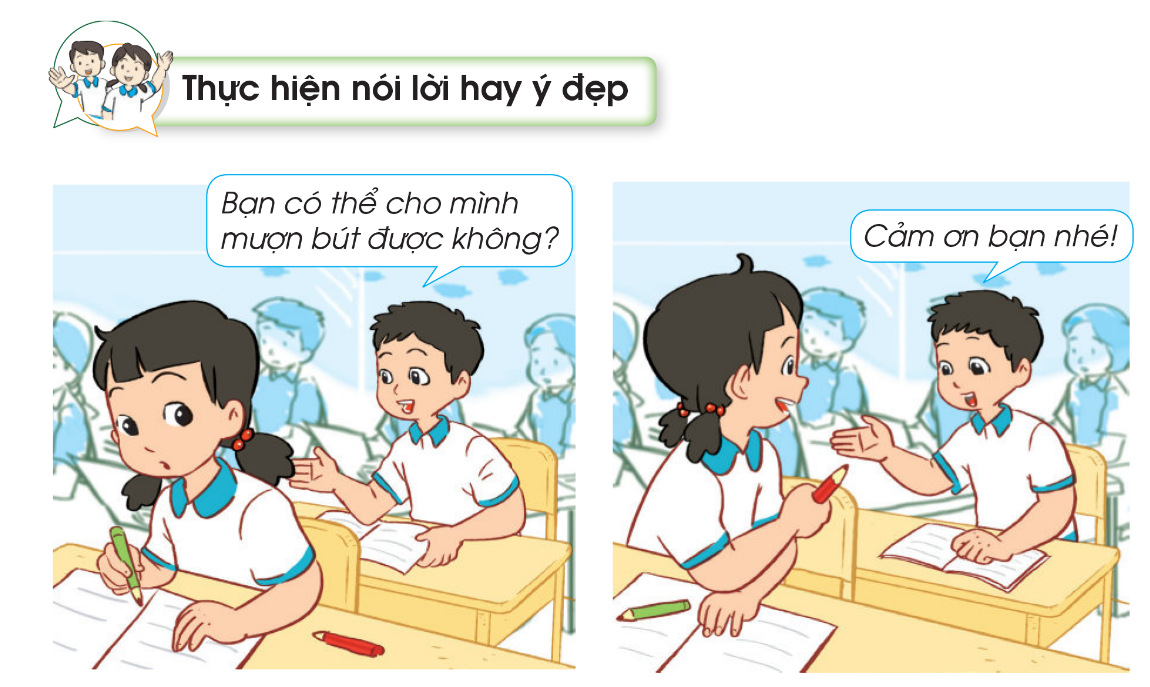 Thực hiện nói lời hay ý đẹp
Bạn có thể cho mình
mượn bút được không?
Cảm ơn bạn nhé!